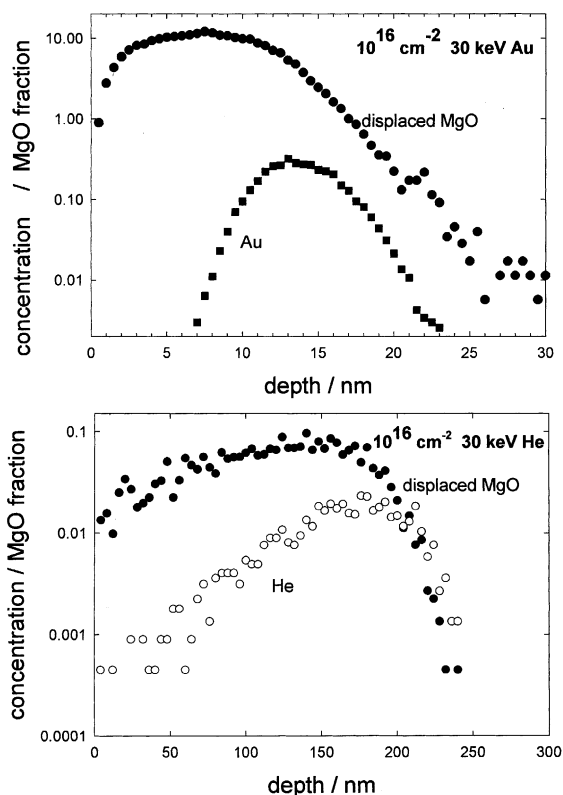 10.00
1.00
0.10
0.01
concentration / MgO fraction
10^16 cm^-2 30 keV Au
displaced MgO
Au
0 5 10 15 20 25 30
depth / nm
0.1
0.01
0.001
0.0001
concentration / MgO fraction
10^16 cm^-2 30 keV He
displaced MgO
He
0 50 100 150 200 250 300
depth / nm